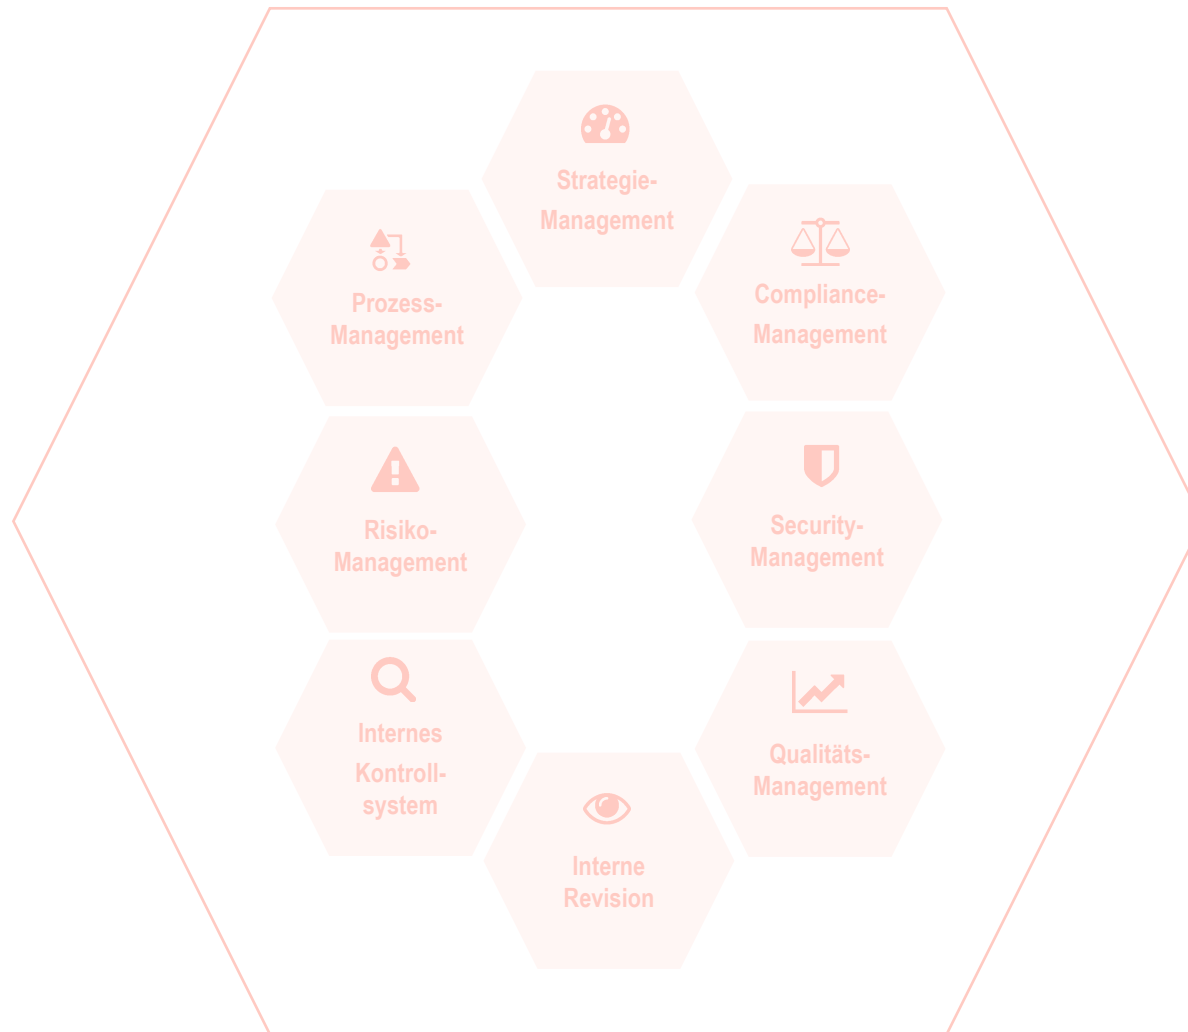 Strategie-
Management
Prozess-
Management
Compliance-
Management
Risiko-
Management
Security-
Management
Internes
Kontroll-
system
Qualitäts-
Management
Interne
Revision